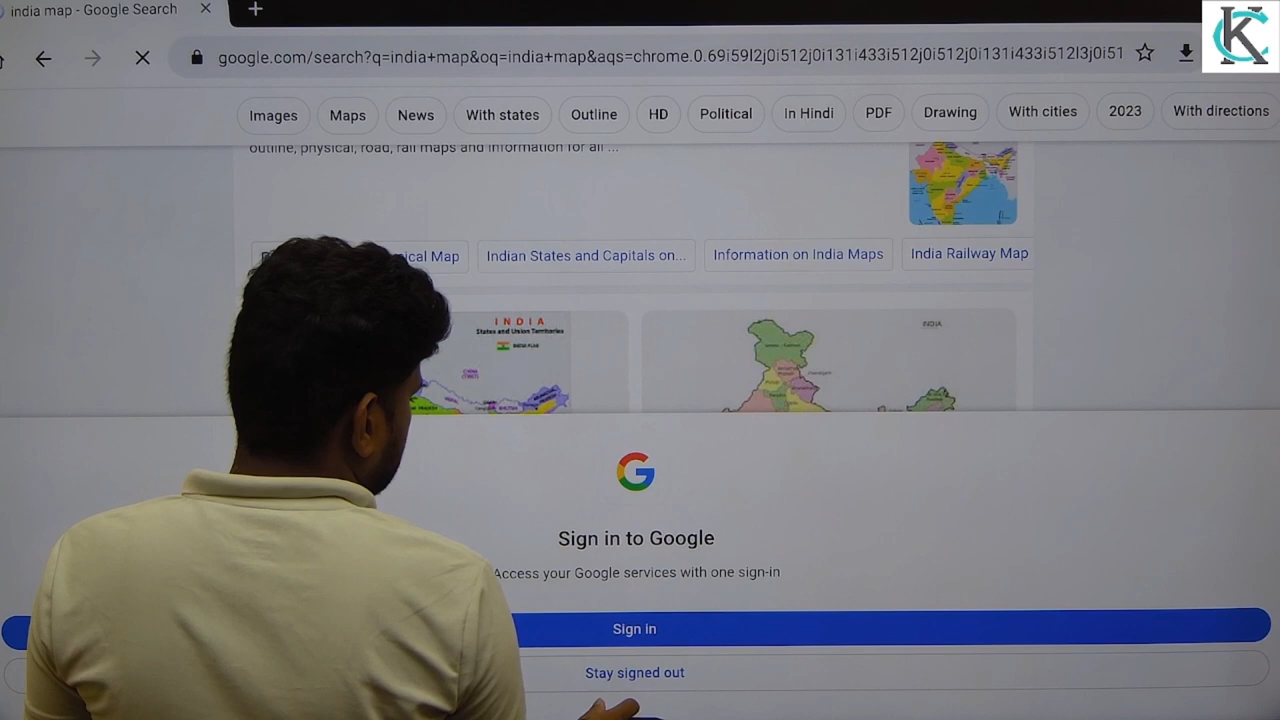 india map - Google Search
google.com/search?q=india+map&oq=india+map&aqs=chrome.0.69i59l2j0i512j0i131i433i512j0i512j0i131i433i512l3j0i51
KC
Images Maps News With states Outline HD Political In Hindi PDF Drawing With cities 2023 With directions
outline, physical, road, rail maps and information for all ...
ical Map Indian States and Capitals on... Information on India Maps India Railway Map
INDIA
States and Union Territories
INDIA
Sign in to Google
Access your Google services with one sign-in
Sign in
Stay signed out